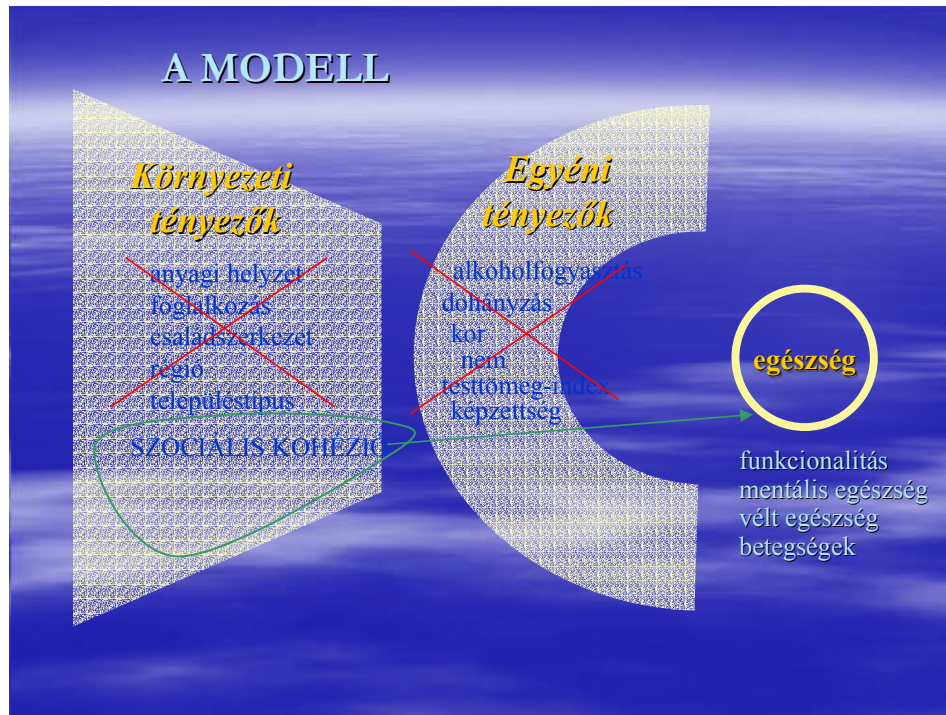 A MODELL
Környezeti
tényezők
anyagi helyzet
foglalkozás
családszerkezet
régió
településtípus
SZOCIÁLIS KOHÉZIÓ
Egyéni
tényezők
alkoholfogyasztás
dohányzás
kor
nem
testtömeg-index
képzettség
egészség
funkcionalitás
mentális egészség
vélt egészség
betegségek